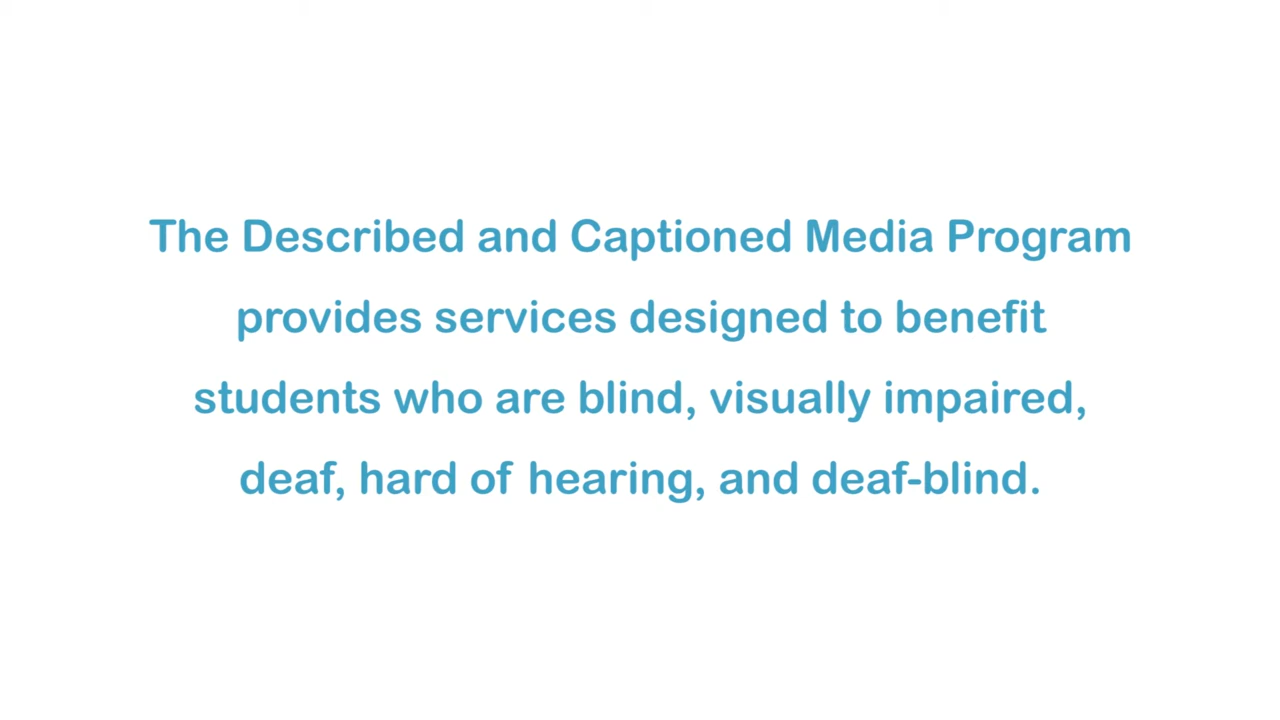 The Described and Captioned Media Program
provides services designed to benefit
students who are blind, visually impaired,
deaf, hard of hearing, and deaf-blind.